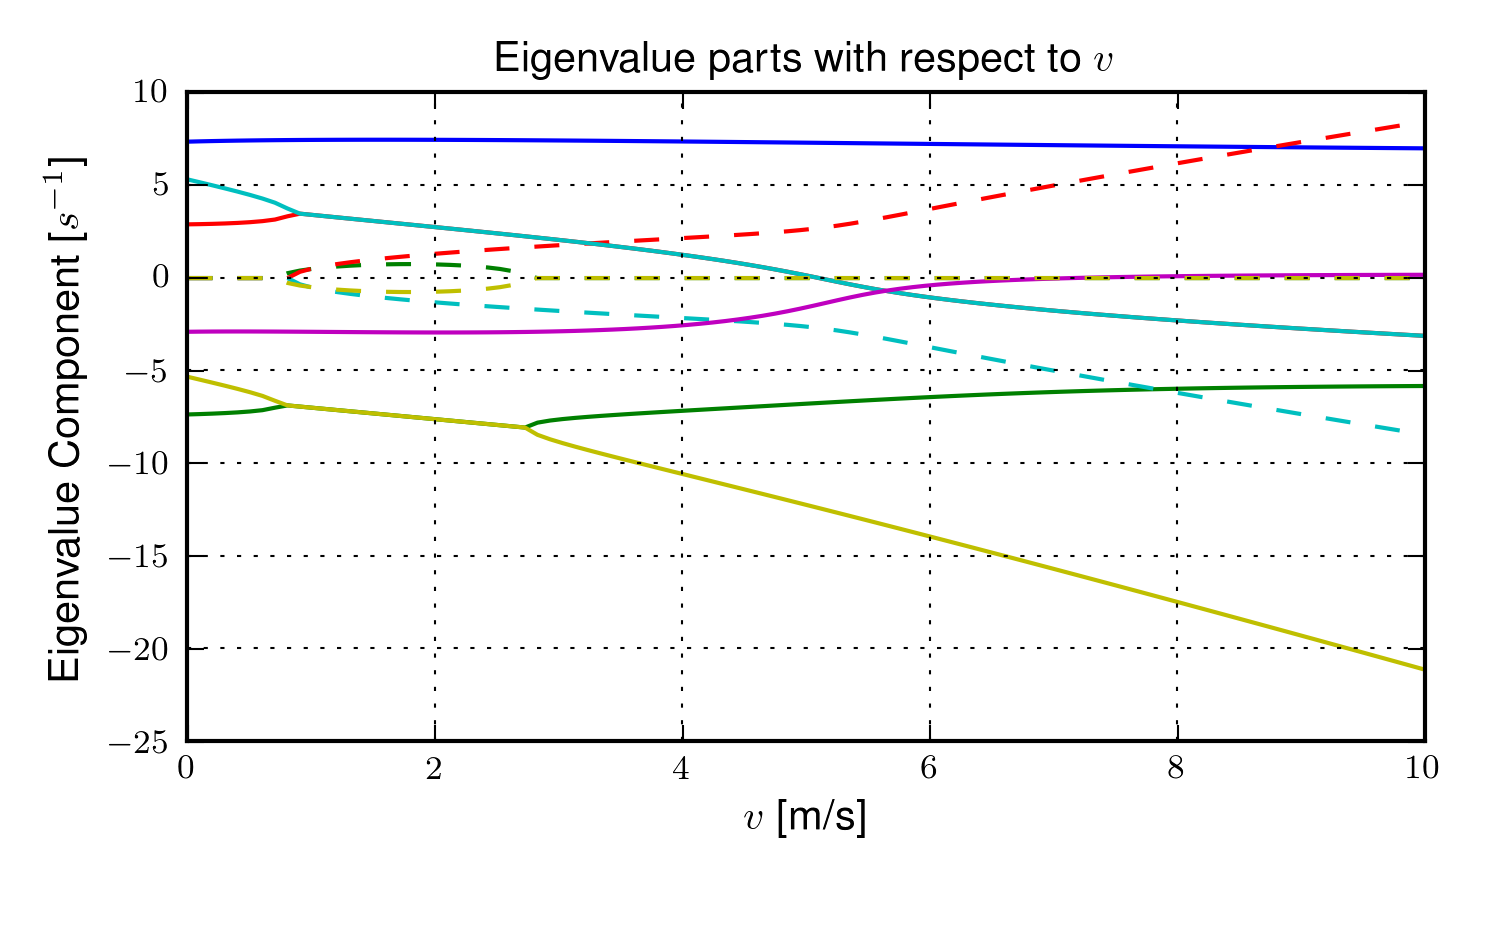 Eigenvalue parts with respect to v
10
5
0
−5
−10
−15
−20
−25
Eigenvalue Component [s⁻¹]
0 2 4 6 8 10
v [m/s]